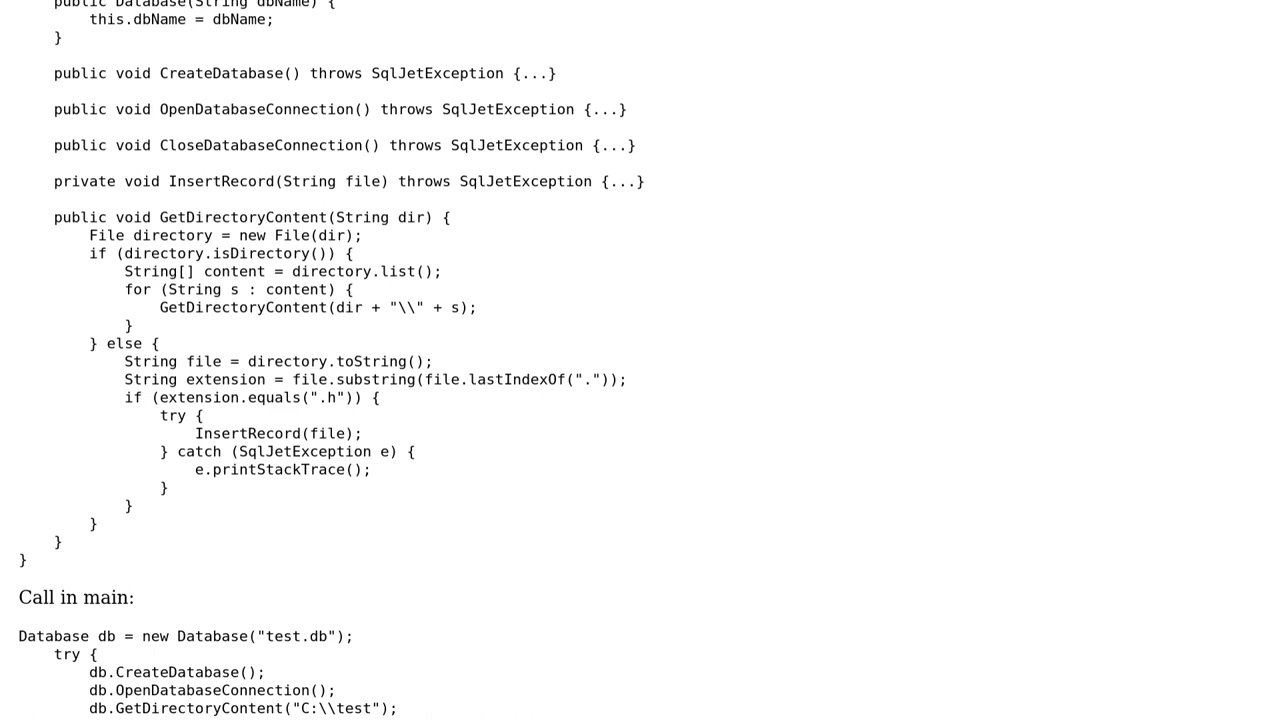 public Database(String dbName) {
        this.dbName = dbName;
    }

    public void CreateDatabase() throws SqlJetException {...}

    public void OpenDatabaseConnection() throws SqlJetException {...}

    public void CloseDatabaseConnection() throws SqlJetException {...}

    private void InsertRecord(String file) throws SqlJetException {...}

    public void GetDirectoryContent(String dir) {
        File directory = new File(dir);
        if (directory.isDirectory()) {
            String[] content = directory.list();
            for (String s : content) {
                GetDirectoryContent(dir + "\\" + s);
            }
        } else {
            String file = directory.toString();
            String extension = file.substring(file.lastIndexOf("."));
            if (extension.equals(".h")) {
                try {
                    InsertRecord(file);
                } catch (SqlJetException e) {
                    e.printStackTrace();
                }
            }
        }
    }
}
Call in main:
Database db = new Database("test.db");
    try {
        db.CreateDatabase();
        db.OpenDatabaseConnection();
        db.GetDirectoryContent("C:\\test");